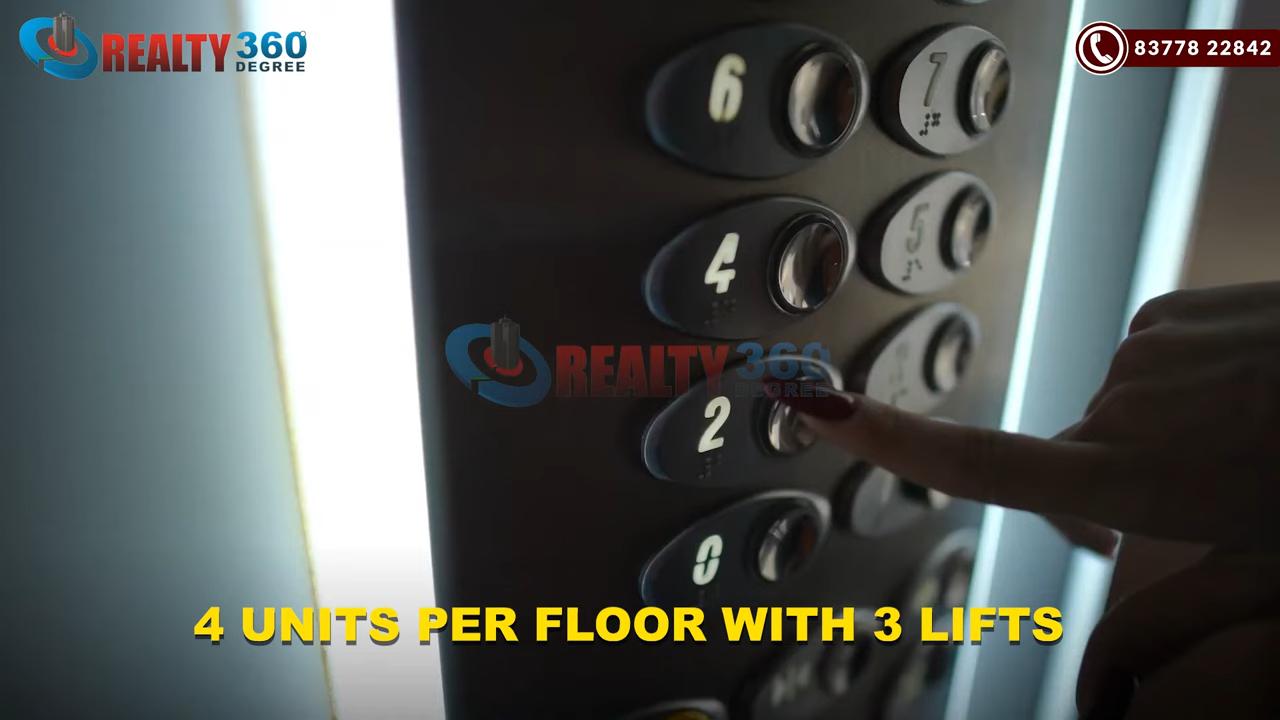 REALTY 360
DEGREE
83778 22842
6
7
4
5
REALTY 360
DEGREE
2
0
4 UNITS PER FLOOR WITH 3 LIFTS